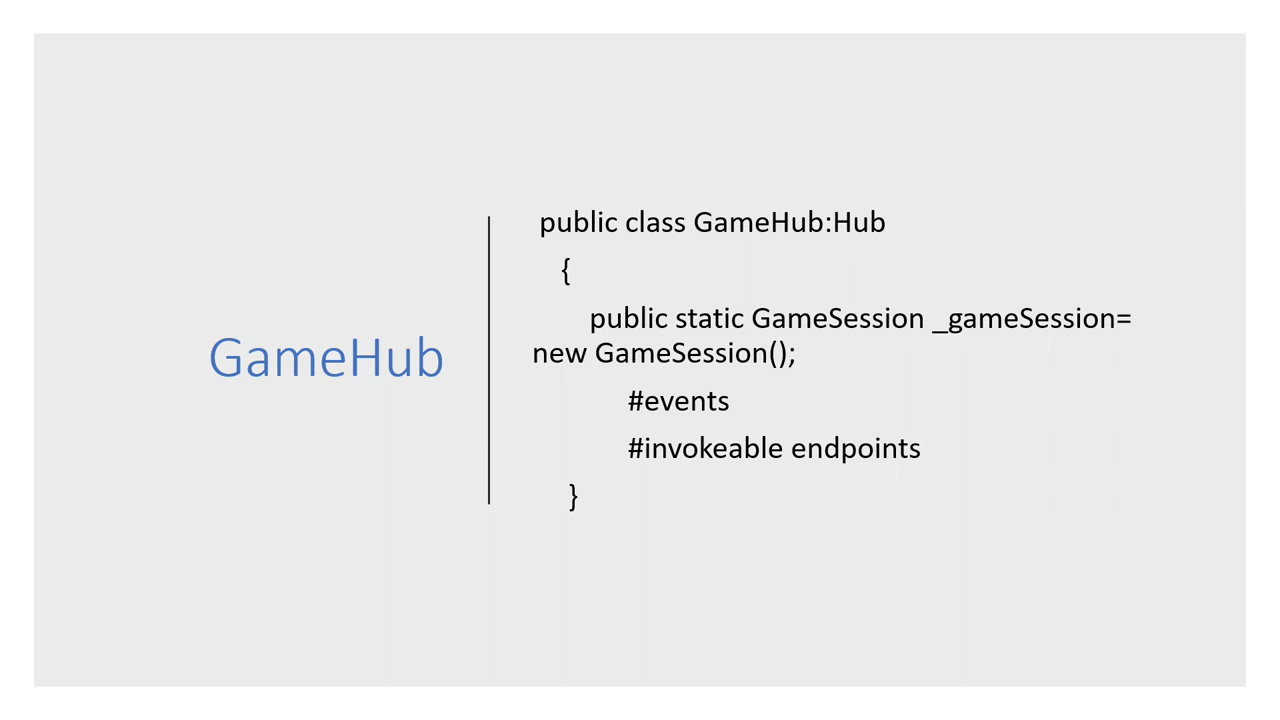 GameHub
public class GameHub:Hub
{
public static GameSession _gameSession=
new GameSession();
#events
#invokeable endpoints
}